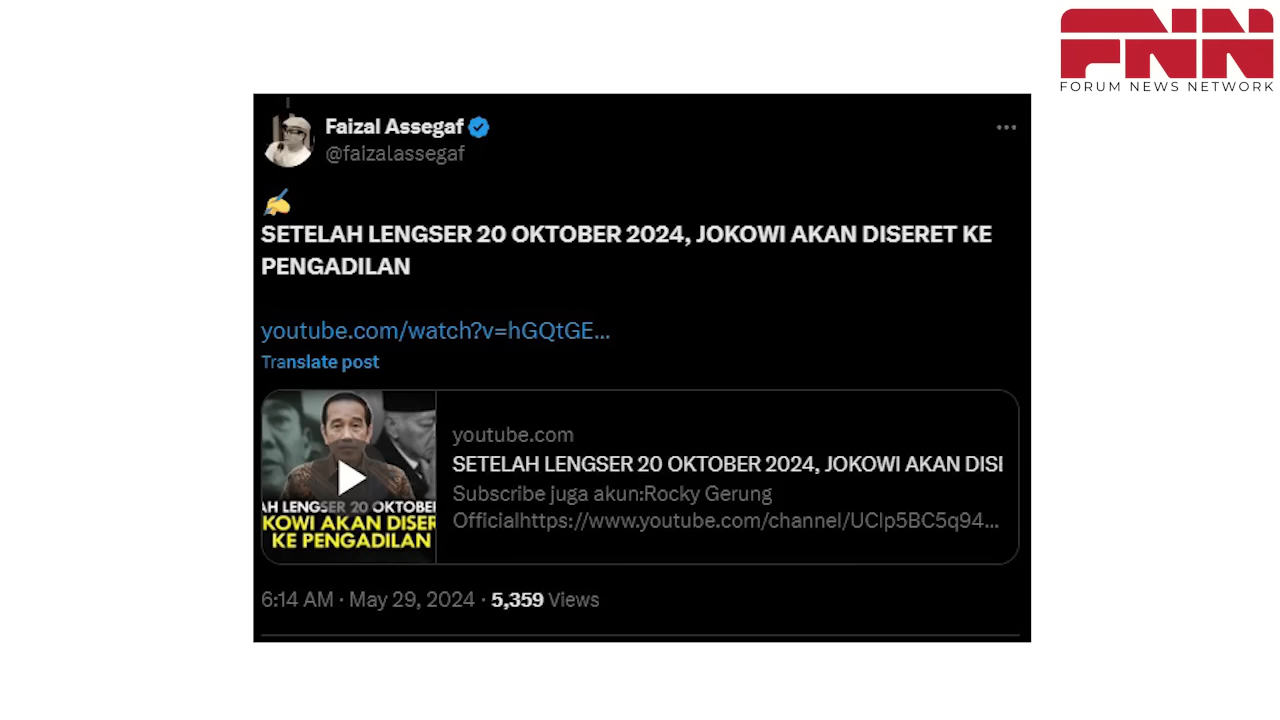 FNN
FORUM NEWS NETWORK
Faizal Assegaf
@faizalassegaf
SETELAH LENGSER 20 OKTOBER 2024, JOKOWI AKAN DISERET KE
PENGADILAN
youtube.com/watch?v=hGQtGE...
Translate post
youtube.com
SETELAH LENGSER 20 OKTOBER 2024, JOKOWI AKAN DISI
Subscribe juga akun:Rocky Gerung
Officialhttps://www.youtube.com/channel/UClp5BC5q94...
AH LENGSER 20 OKTOBER
KOWI AKAN DISER
KE PENGADILAN
6:14 AM · May 29, 2024 · 5,359 Views